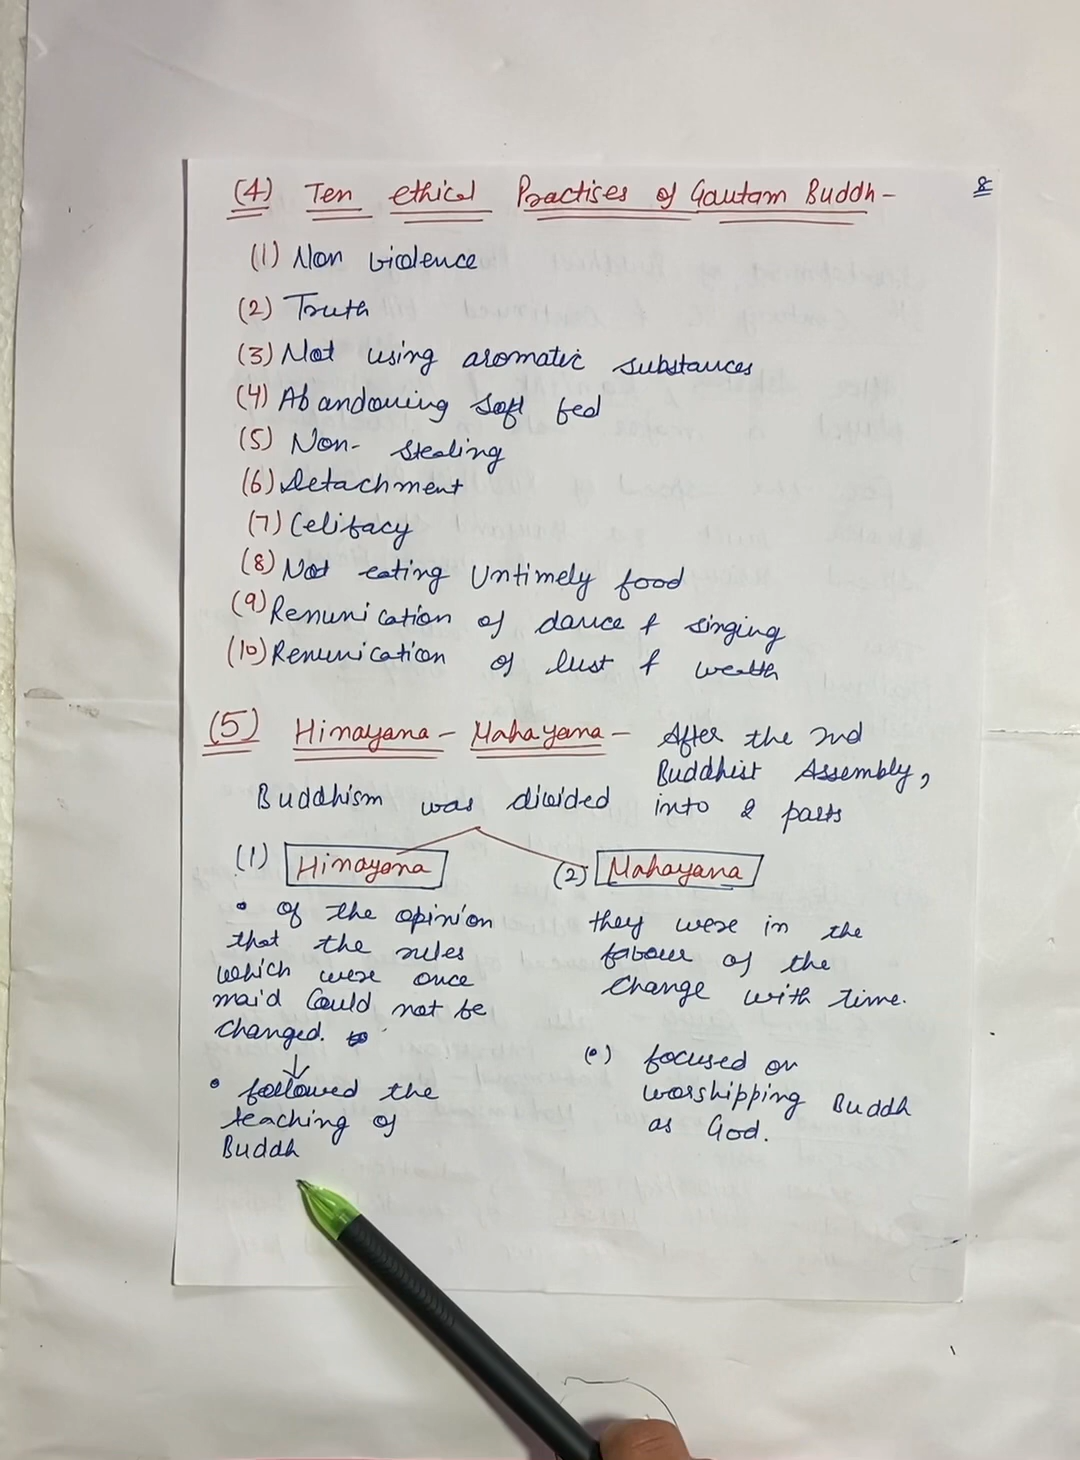 8
(4) Ten ethical Practises of Gautam Buddh -
(1) Non violence
(2) Truth
(3) Not using aromatic substances
(4) Abandoning soft bed
(5) Non- stealing
(6) Detachment
(7) Celibacy
(8) Not eating Untimely food
(9) Renunication of dance & singing
(10) Renunication of lust & wealth
(5) Hinayana - Mahayana - After the 2nd
Buddhist Assembly,
Buddhism was divided into 2 parts
(1) Hinayana
• of the opinion
that the rules
which were once
maid Could not be
changed.
• followed the
teaching of
Buddh
(2) Mahayana
they were in the
favour of the
change with time.
(•) focused on
worshipping Buddh
as God.